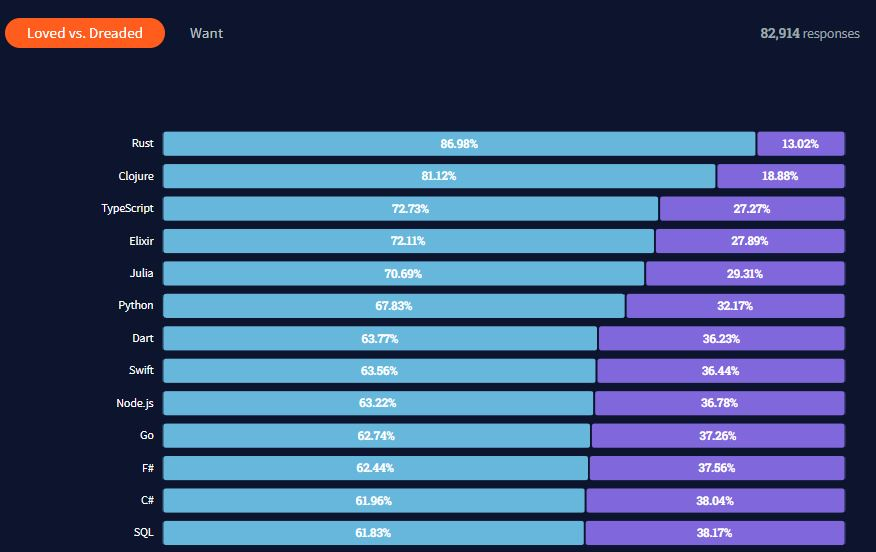 Loved vs. Dreaded Want 82,914 responses
Rust 86.98% 13.02%
Clojure 81.12% 18.88%
TypeScript 72.73% 27.27%
Elixir 72.11% 27.89%
Julia 70.69% 29.31%
Python 67.83% 32.17%
Dart 63.77% 36.23%
Swift 63.56% 36.44%
Node.js 63.22% 36.78%
Go 62.74% 37.26%
F# 62.44% 37.56%
C# 61.96% 38.04%
SQL 61.83% 38.17%